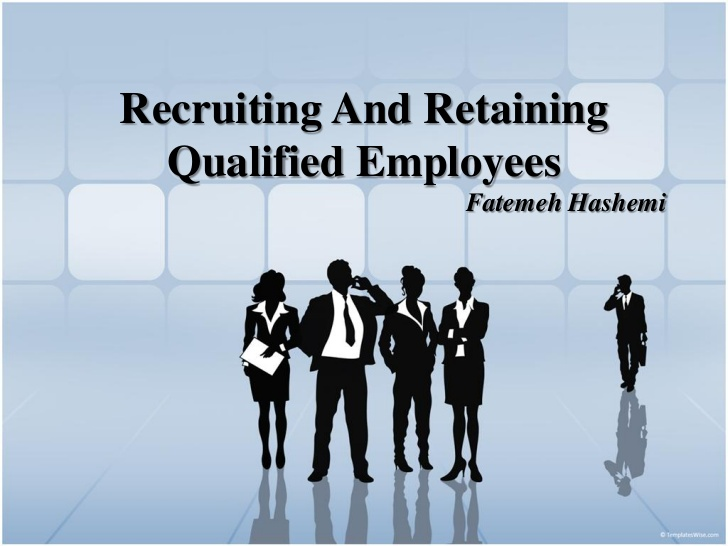 Recruiting And Retaining
Qualified Employees
Fatemeh Hashemi
© TemplatesWise.com